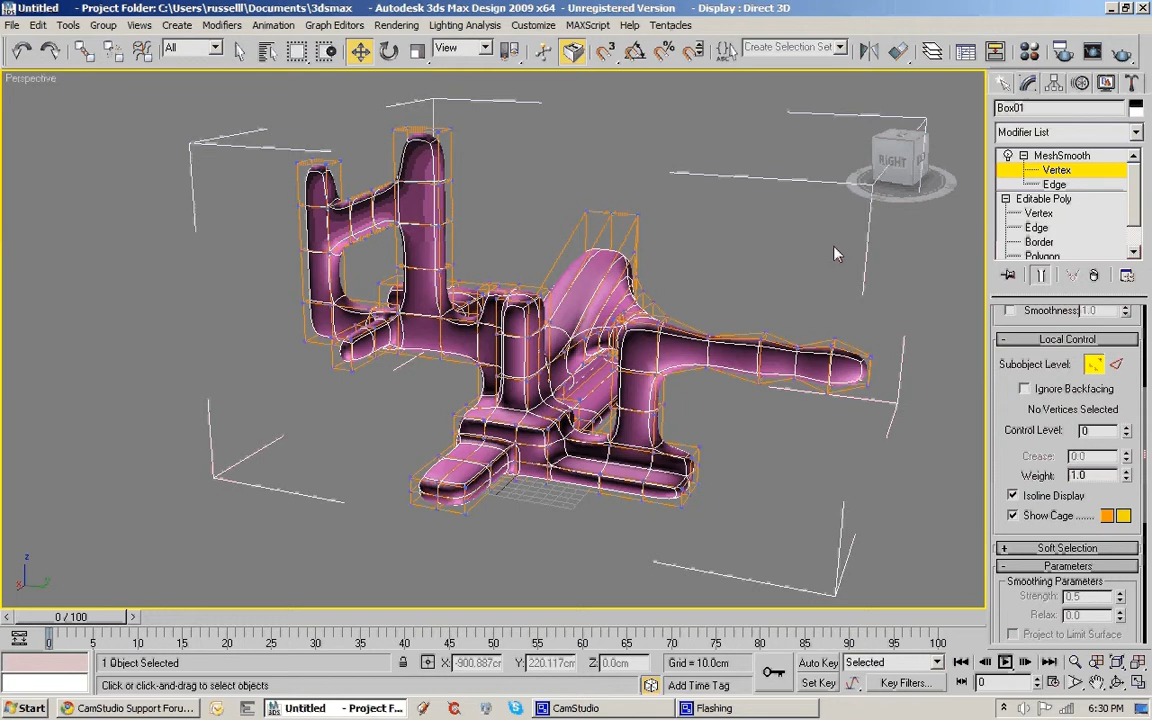 Untitled - Project Folder: C:\Users\russelll\Documents\3dsmax - Autodesk 3ds Max Design 2009 x64 - Unregistered Version - Display : Direct 3D
File Edit Tools Group Views Create Modifiers Animation Graph Editors Rendering Lighting Analysis Customize MAXScript Help Tentacles
All View Create Selection Set
Perspective
RIGHT
Box01
Modifier List
MeshSmooth
Vertex
Edge
Editable Poly
Vertex
Edge
Border
Polygon
Smoothness: 1.0
Local Control
Subobject Level:
Ignore Backfacing
No Vertices Selected
Control Level: 0
Crease: 0.0
Weight: 1.0
Isoline Display
Show Cage......
Soft Selection
Parameters
Smoothing Parameters
Strength: 0.5
Relax: 0.0
Project to Limit Surface
z
x y
0 / 100
0 5 10 15 20 25 30 35 40 45 50 55 60 65 70 75 80 85 90 95 100
1 Object Selected X: -900.887cm Y: 220.117cm Z: 0.0cm Grid = 10.0cm Auto Key Selected
Click or click-and-drag to select objects Add Time Tag Set Key Key Filters... 0
Start CamStudio Support Foru... Untitled - Project F... CamStudio Flashing 6:30 PM